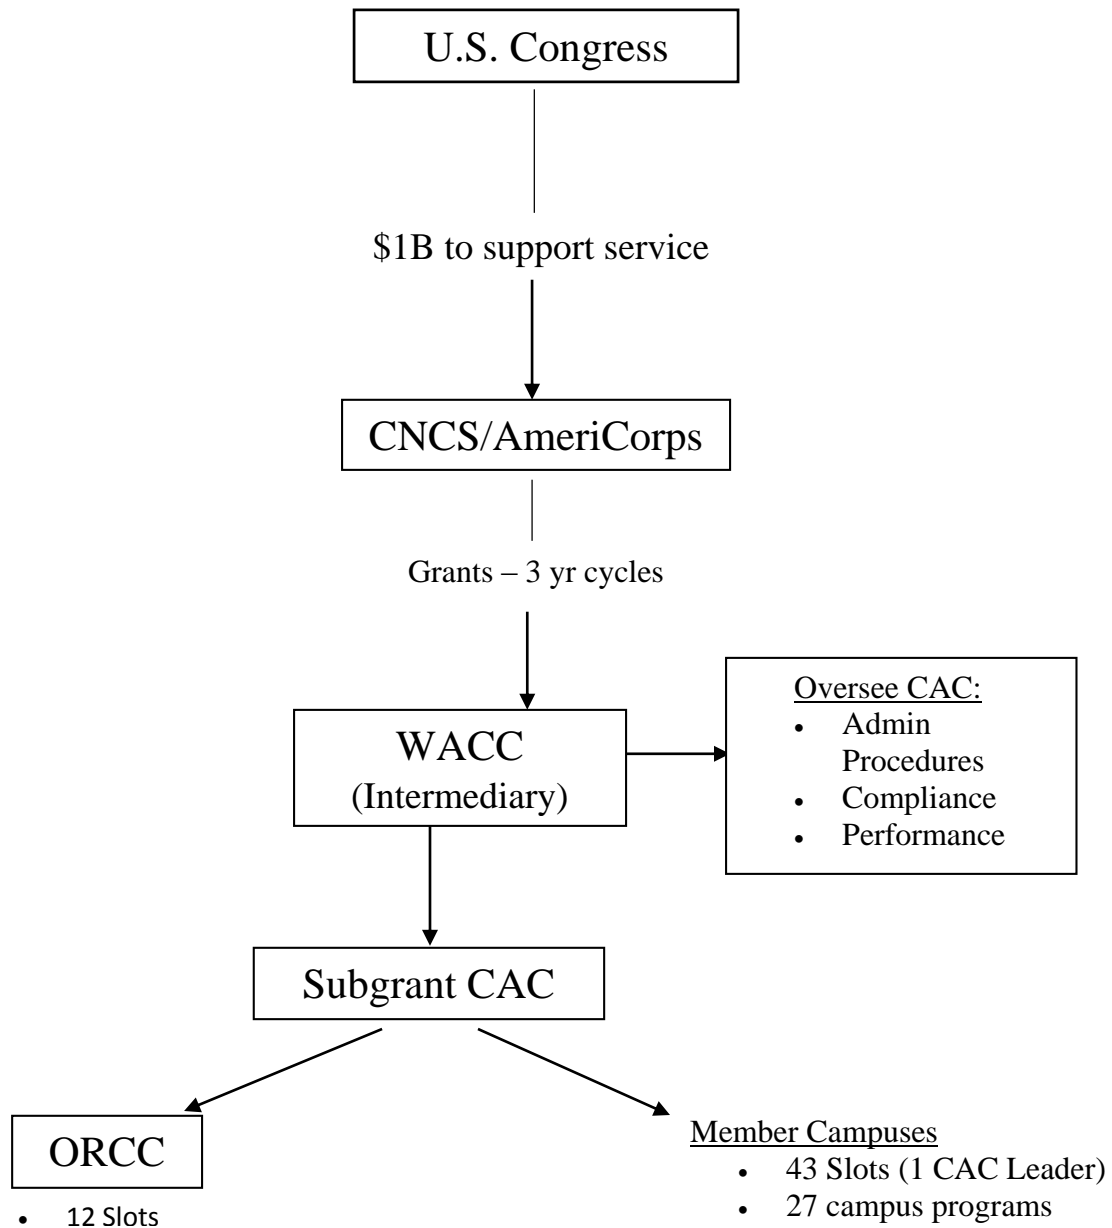 U.S. Congress
$1B to support service
CNCS/AmeriCorps
Grants – 3 yr cycles
WACC
(Intermediary)
Oversee CAC:
• Admin
Procedures
• Compliance
• Performance
Subgrant CAC
ORCC
• 12 Slots
Member Campuses
• 43 Slots (1 CAC Leader)
• 27 campus programs